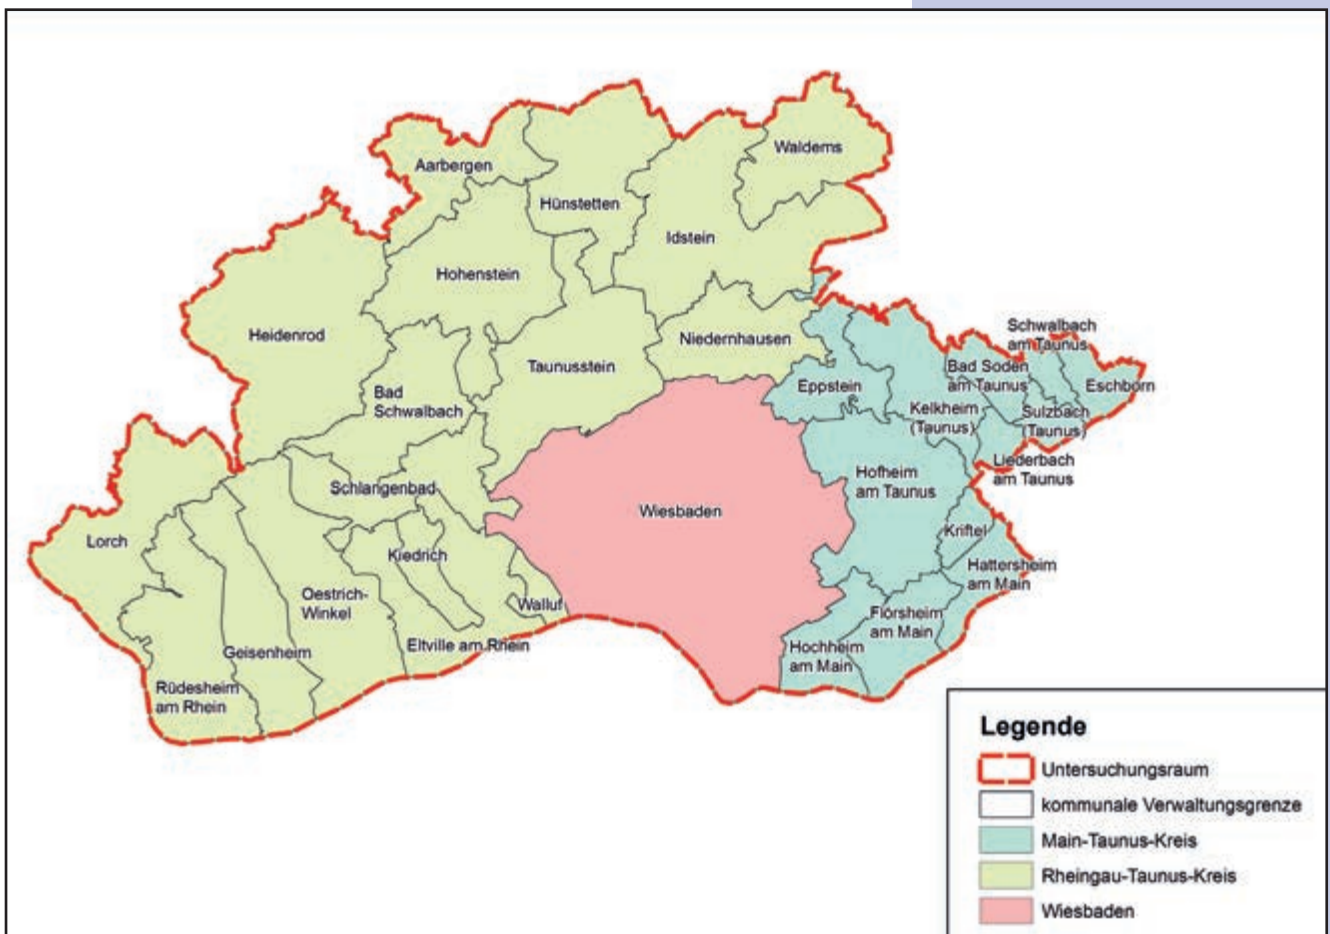 Waldems
Aarbergen
Hünstetten
Idstein
Hohenstein
Schwalbach
am Taunus
Heidenrod
Niedernhausen
Taunusstein
Bad Soden
am Taunus
Eschborn
Eppstein
Bad
Schwalbach
Kelkheim
(Taunus)
Sulzbach
(Taunus)
Liederbach
am Taunus
Hofheim
am Taunus
Schlangenbad
Wiesbaden
Kriftel
Lorch
Kiedrich
Hattersheim
am Main
Oestrich-
Winkel
Walluf
Flörsheim
am Main
Eltville am Rhein
Geisenheim
Hochheim
am Main
Rüdesheim
am Rhein
Legende
Untersuchungsraum
kommunale Verwaltungsgrenze
Main-Taunus-Kreis
Rheingau-Taunus-Kreis
Wiesbaden